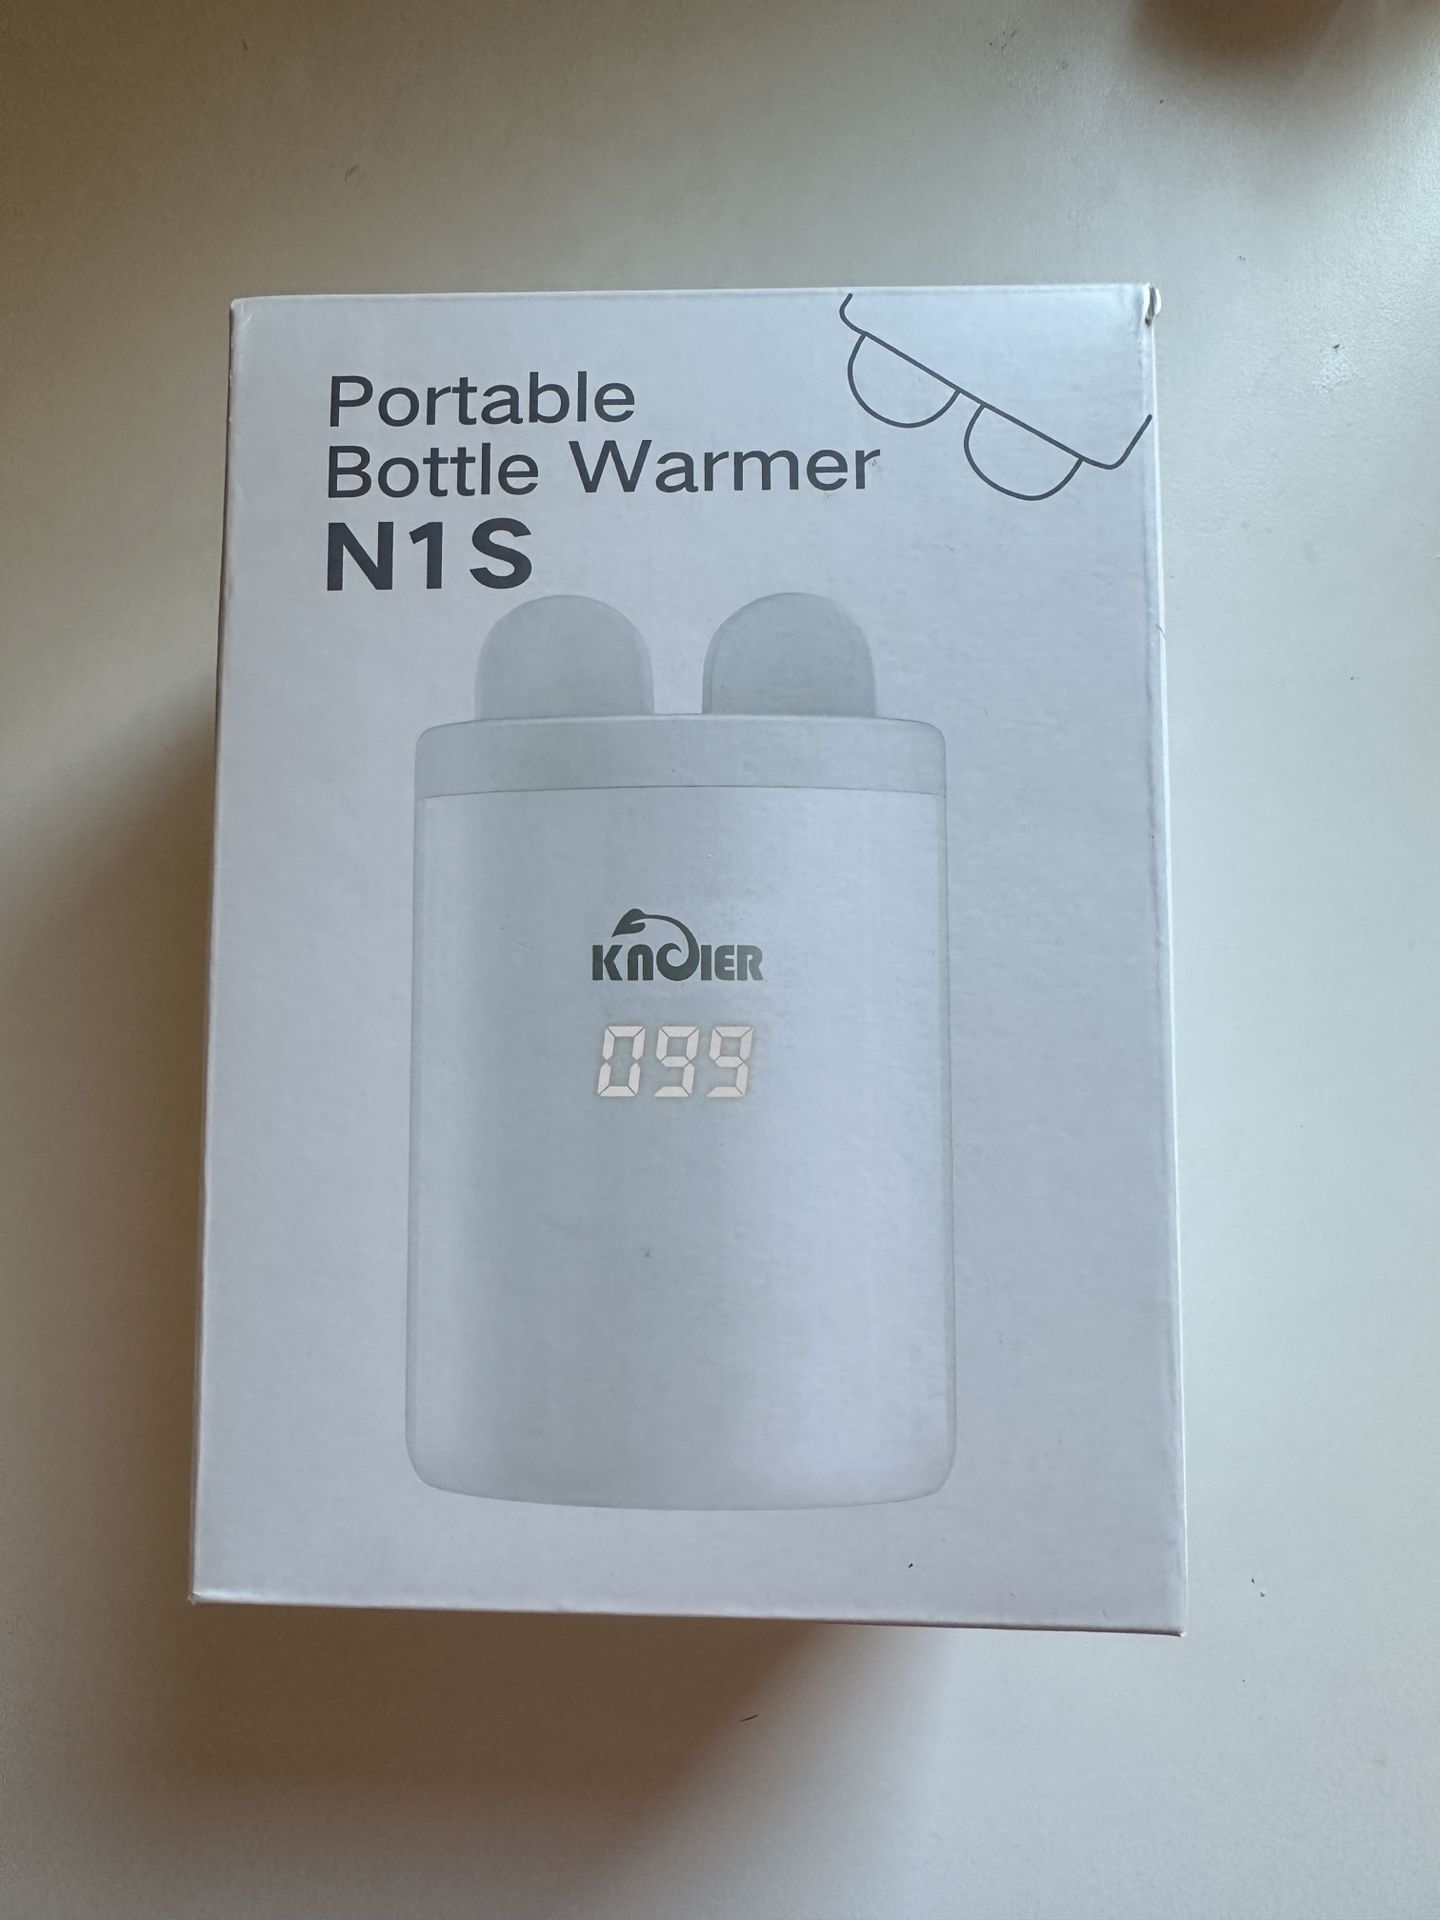 Portable
Bottle Warmer
N1S
KNOIER
099